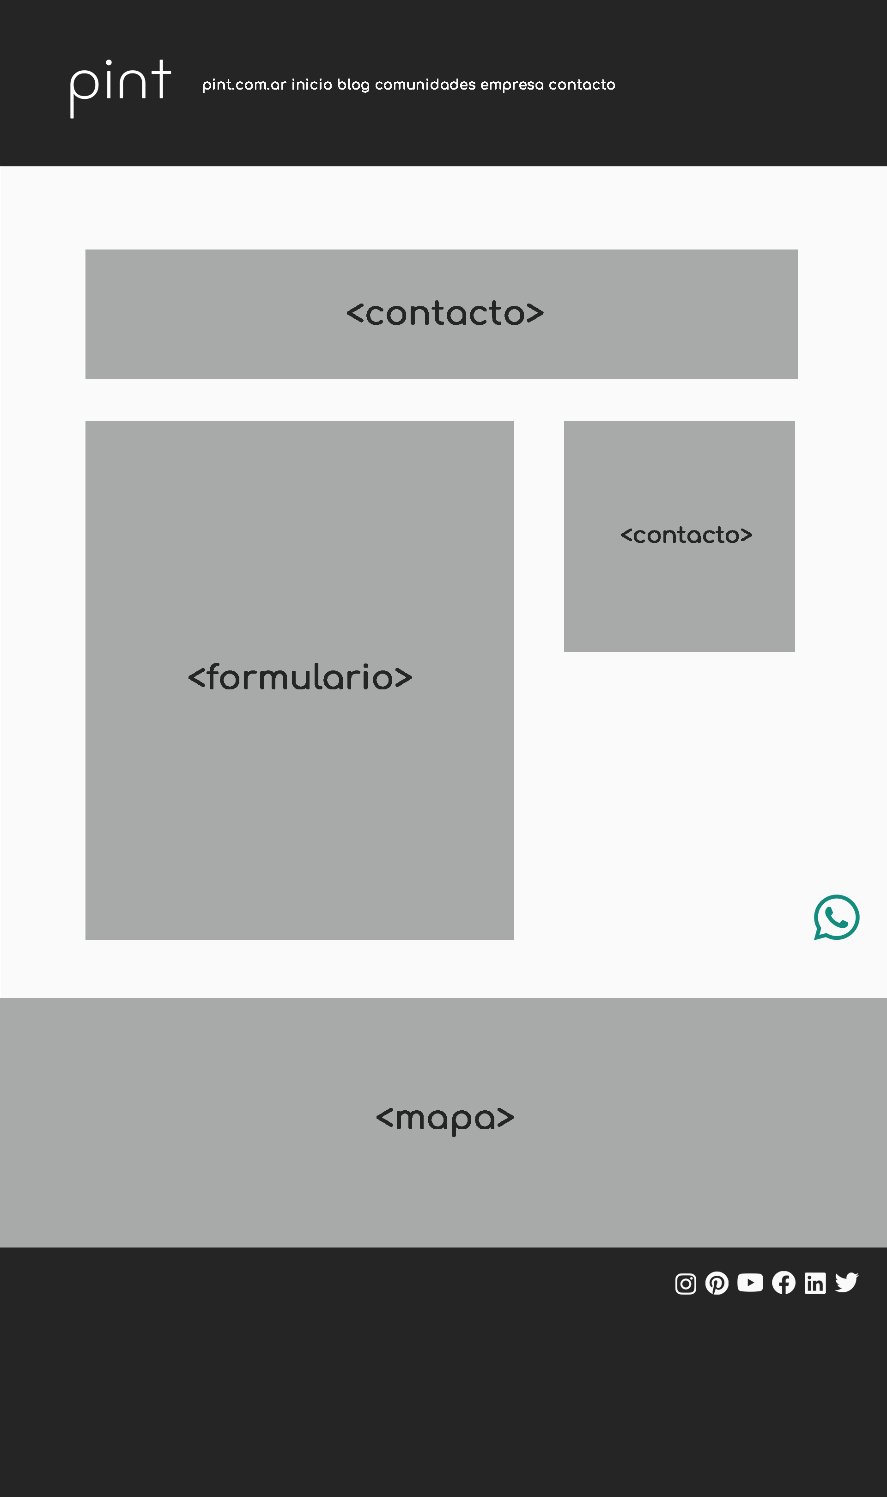 pint
pint.com.ar inicio blog comunidades empresa contacto
<contacto>
<formulario>
<contacto>
<mapa>